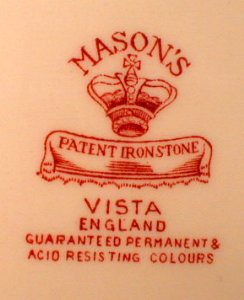 MASON'S
PATENT IRONSTONE
VISTA
ENGLAND
GUARANTEED PERMANENT &
ACID RESISTING COLOURS